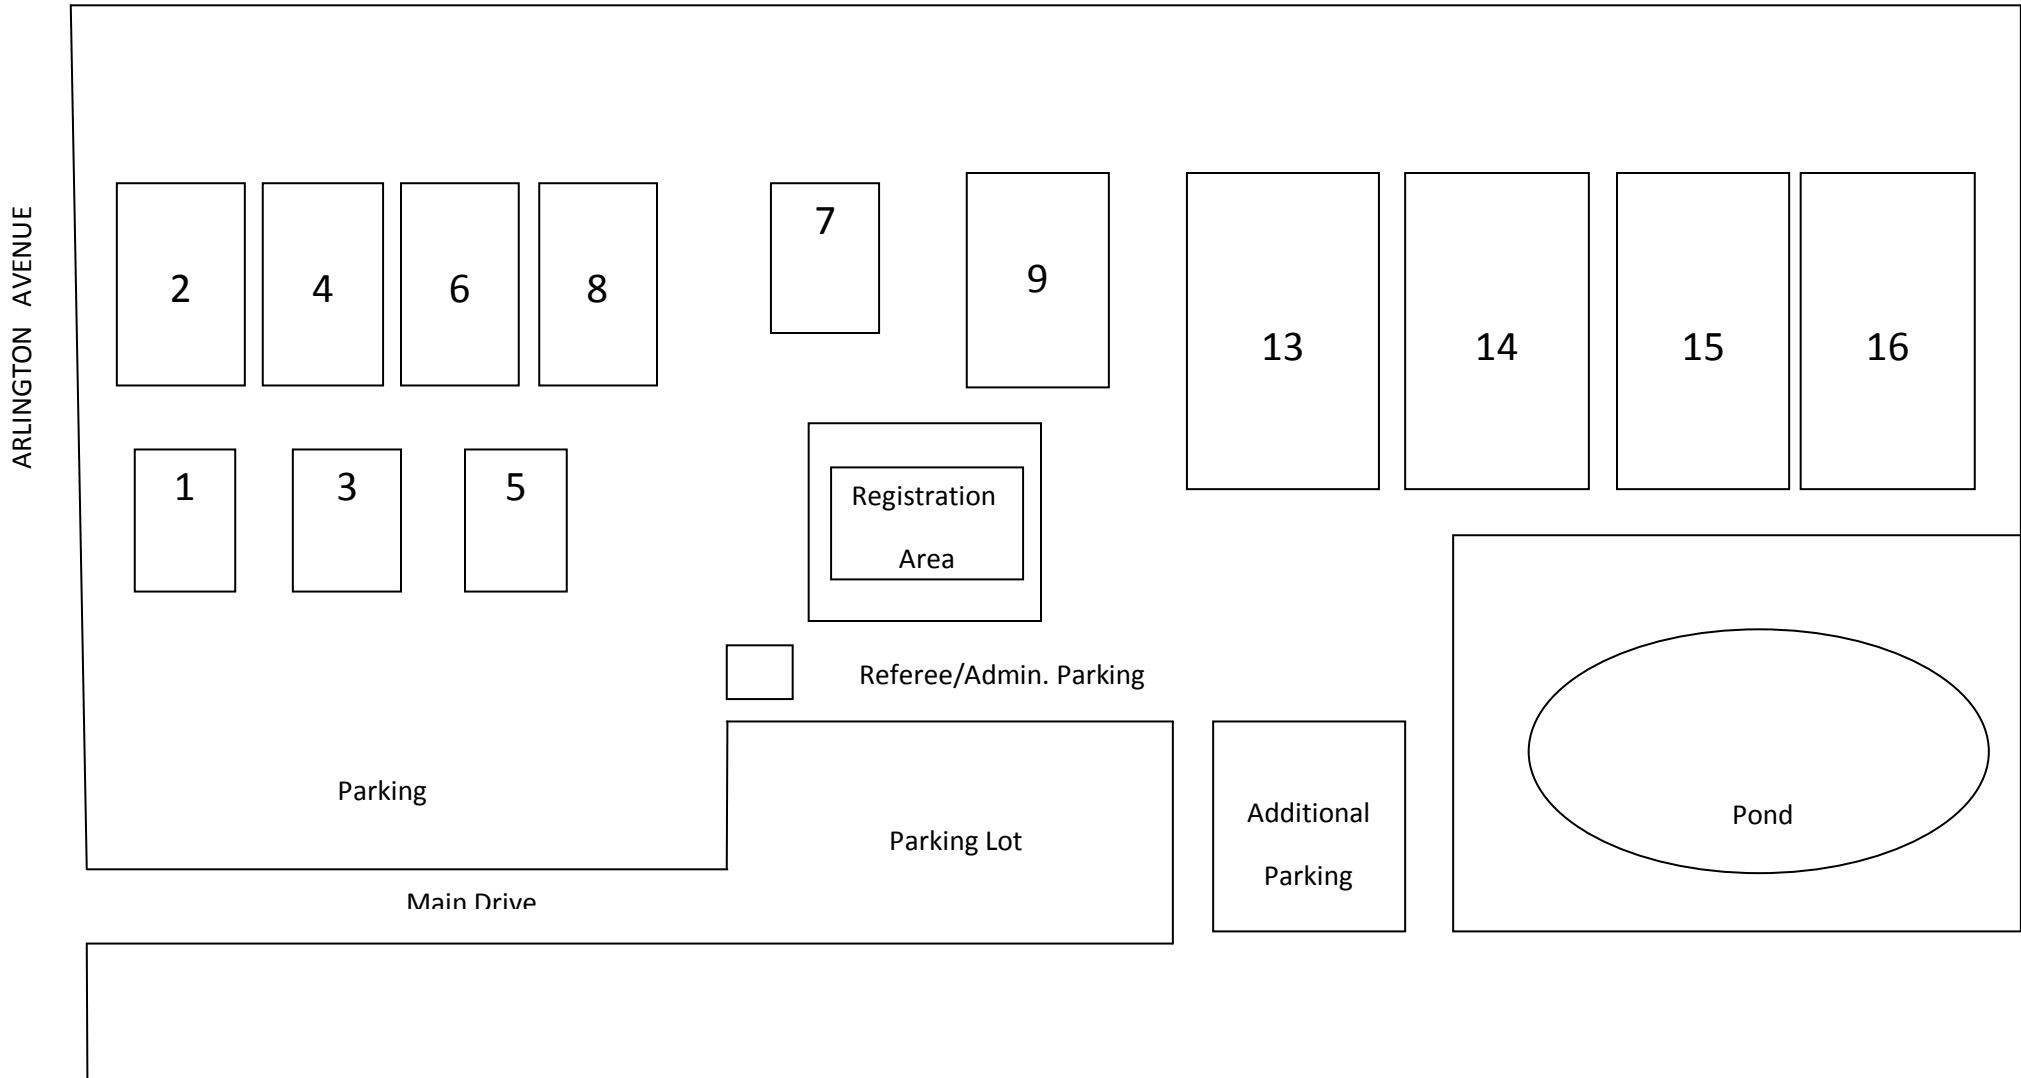 ARLINGTON AVENUE
2
4
6
8
7
9
13
14
15
16
1
3
5
Registration
Area
Referee/Admin. Parking
Parking
Parking Lot
Additional
Parking
Pond
Main Drive